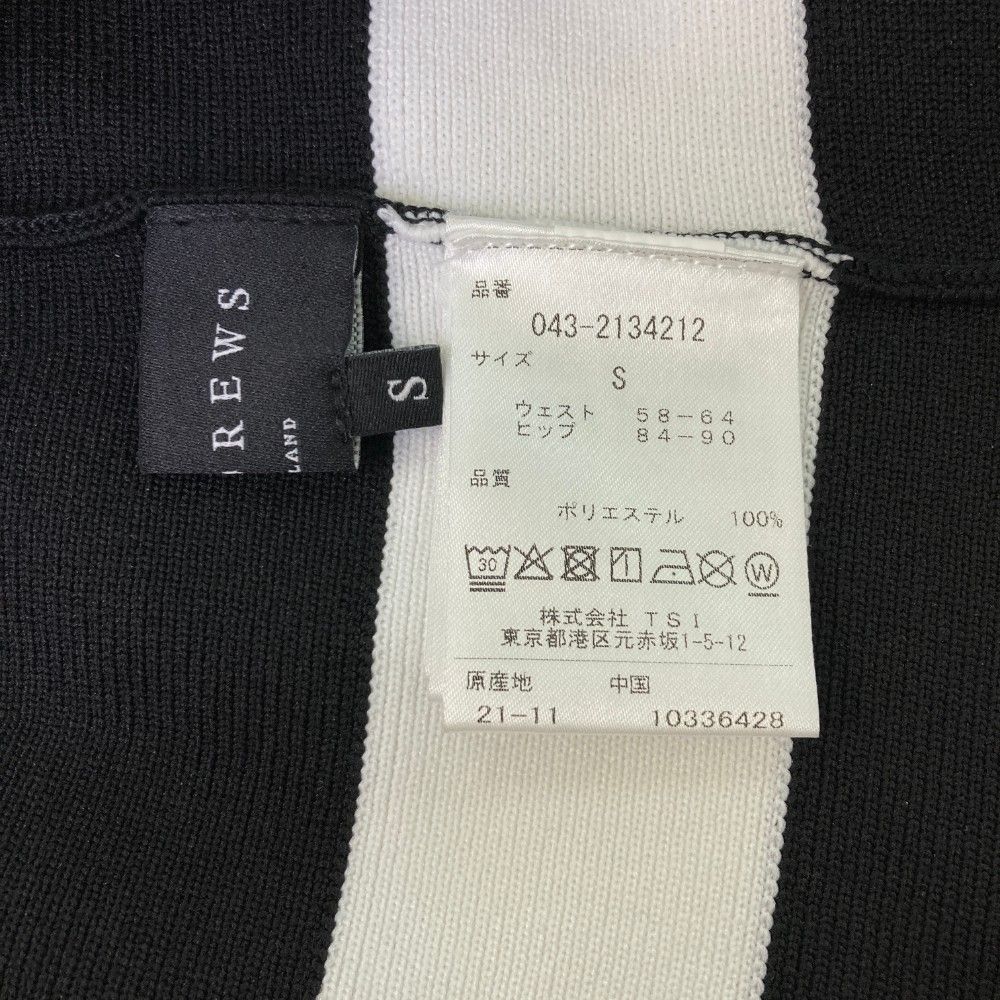 REWS
LAND
S
品番
043-2134212
サイズ
S
ウェスト 58-64
ヒップ 84-90
品質
ポリエステル 100%
30
W
株式会社 TSI
東京都港区元赤坂1-5-12
原産地 中国
21-11 10336428